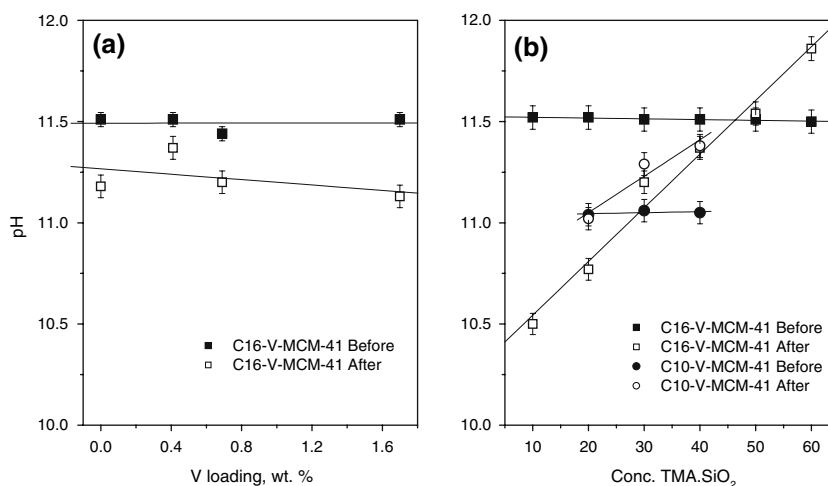 (a)
12.0
11.5
11.0
10.5
10.0
pH
C16-V-MCM-41 Before
C16-V-MCM-41 After
0.0 0.4 0.8 1.2 1.6
V loading, wt. %
(b)
12.0
11.5
11.0
10.5
10.0
C16-V-MCM-41 Before
C16-V-MCM-41 After
C10-V-MCM-41 Before
C10-V-MCM-41 After
10 20 30 40 50 60
Conc. TMA.SiO₂